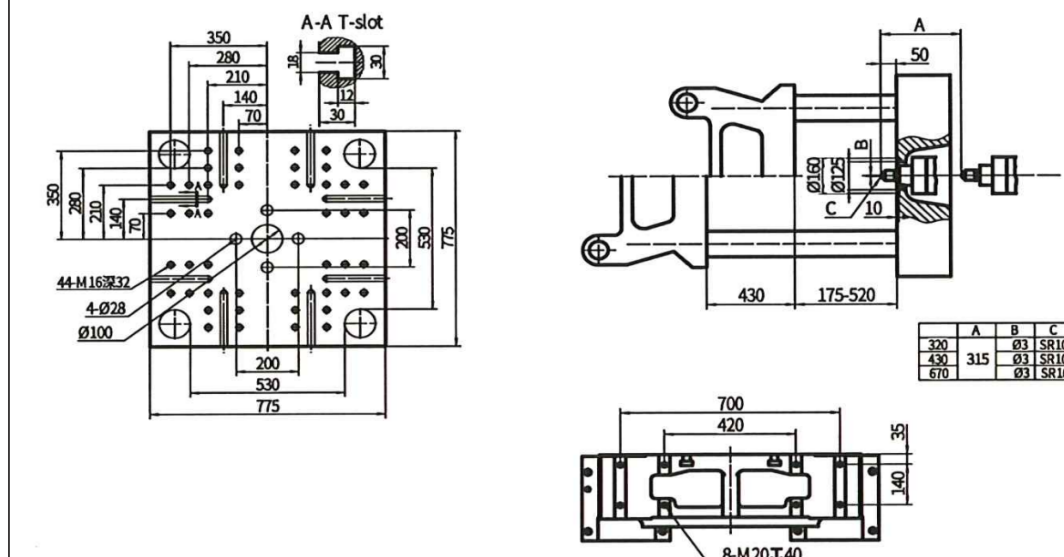 A-A T-slot
350
280
210
140
70
18
30
12
30
A
A
350
280
210
140
70
200
530
775
44-M16深32
4-Ø28
Ø100
200
530
775
A
50
B
Ø160
Ø125
C
10
430
175-520
A B C
320 315 Ø3 SR10
430 Ø3 SR10
670 Ø3 SR10
700
420
35
140
8-M20